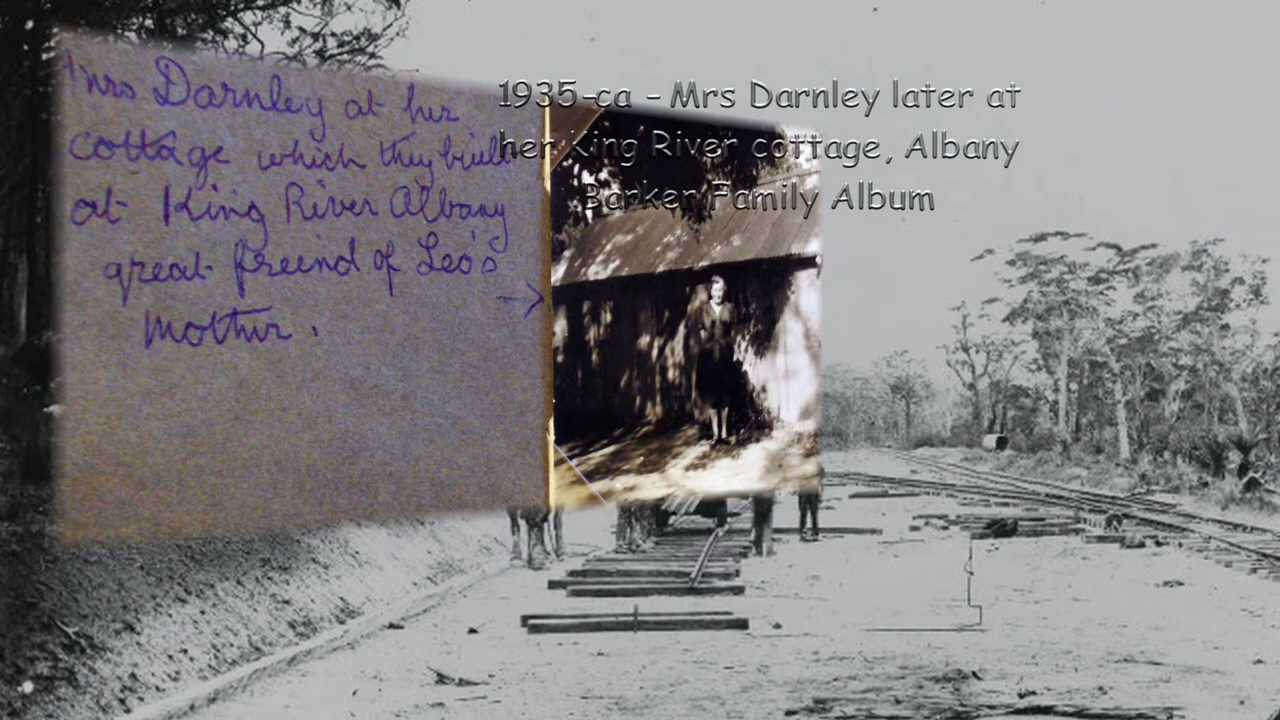 Mrs Darnley at her
cottage which they built
at King River Albany
great freind of Leo's
mother.
1935-ca - Mrs Darnley later at
her King River cottage, Albany
Barker Family Album